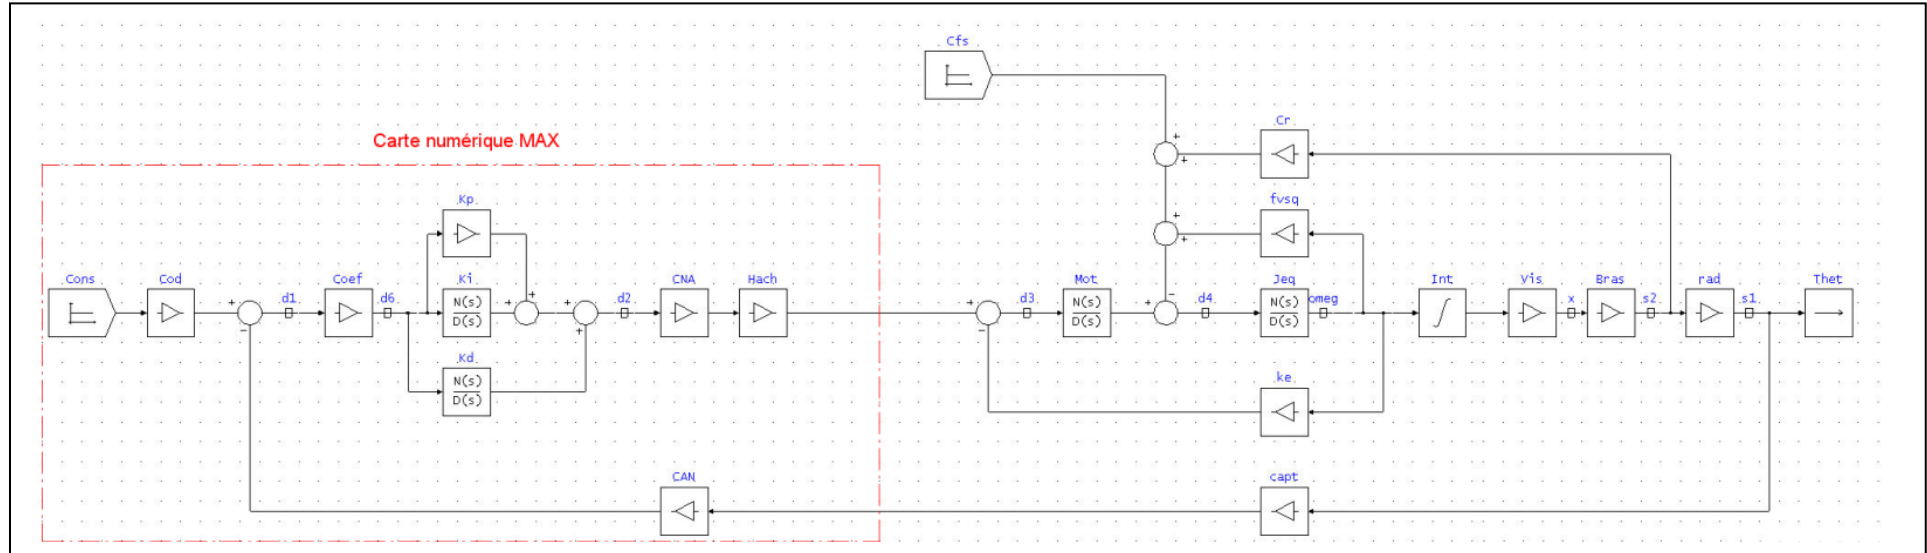 Cfs
Cr
Carte numérique MAX
Kp
fvsq
Cons
Cod
d1
Coef
d6
Ki
N(s)
D(s)
d2
CNA
Hach
d3
Mot
N(s)
D(s)
d4
Jeq
N(s)
D(s)
omeg
Int
Vis
x
Bras
s2
rad
s1
Thet
Kd
N(s)
D(s)
ke
CAN
capt